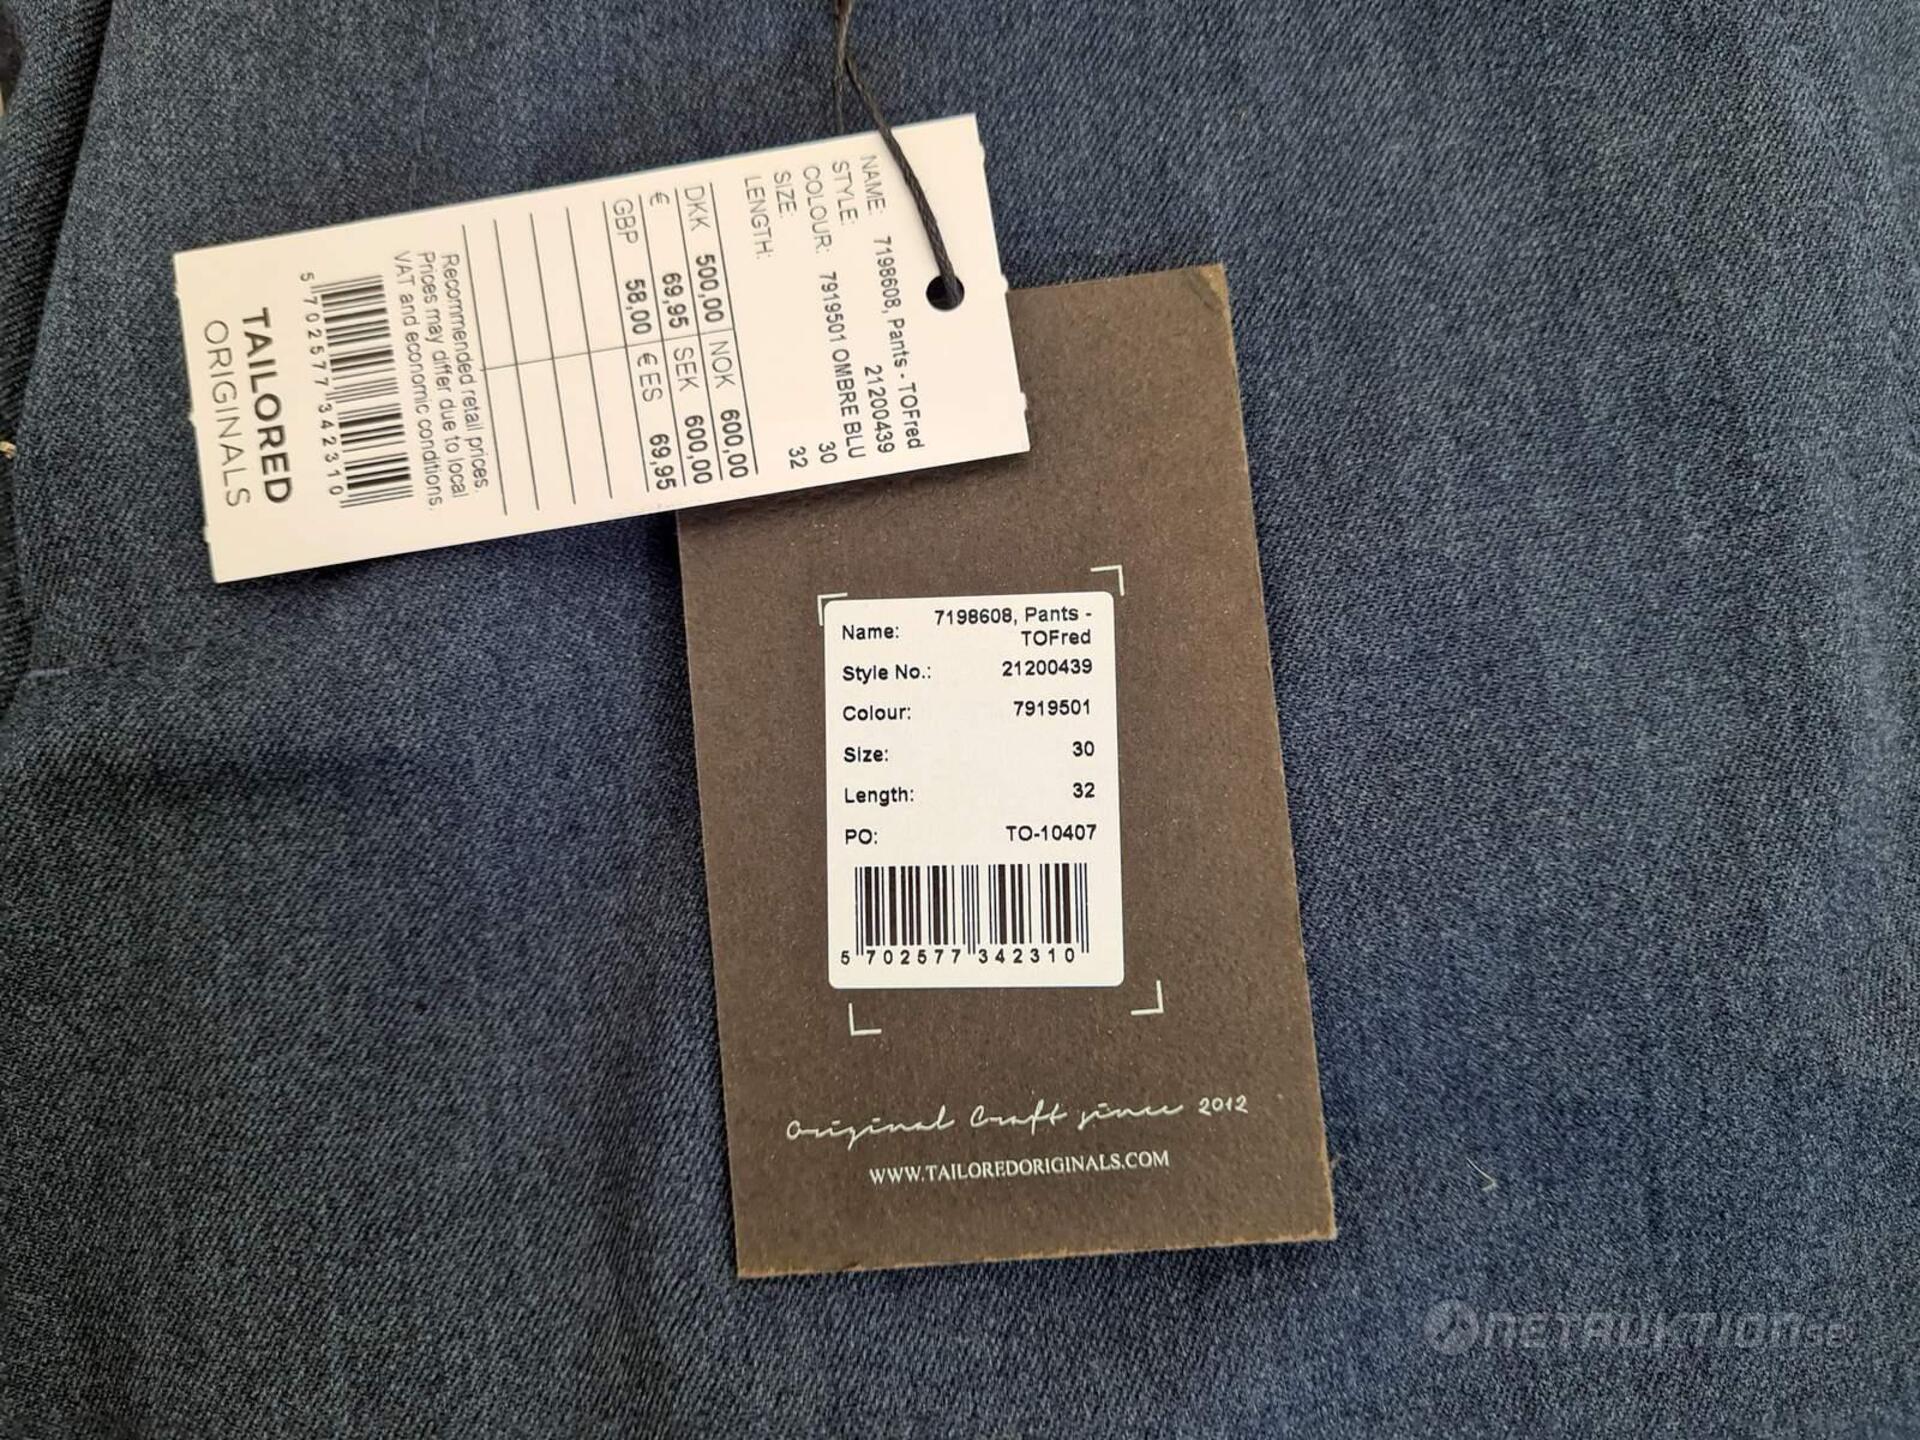 NAME: 7198608, Pants - TOFred
STYLE: 21200439
COLOUR: 7919501 OMBRE BLU
SIZE: 30
LENGTH: 32
DKK 500,00 NOK 600,00
€ 69,95 SEK 600,00
GBP 58,00 € ES 69,95
Recommended retail prices.
Prices may differ due to local
VAT and economic conditions.
5 702577 342310
TAILORED
ORIGINALS
Name: 7198608, Pants -
TOFred
Style No.: 21200439
Colour: 7919501
Size: 30
Length: 32
PO: TO-10407
5 702577 342310
Original Craft since 2012
WWW.TAILOREDORIGINALS.COM
NETAUKTION.SE